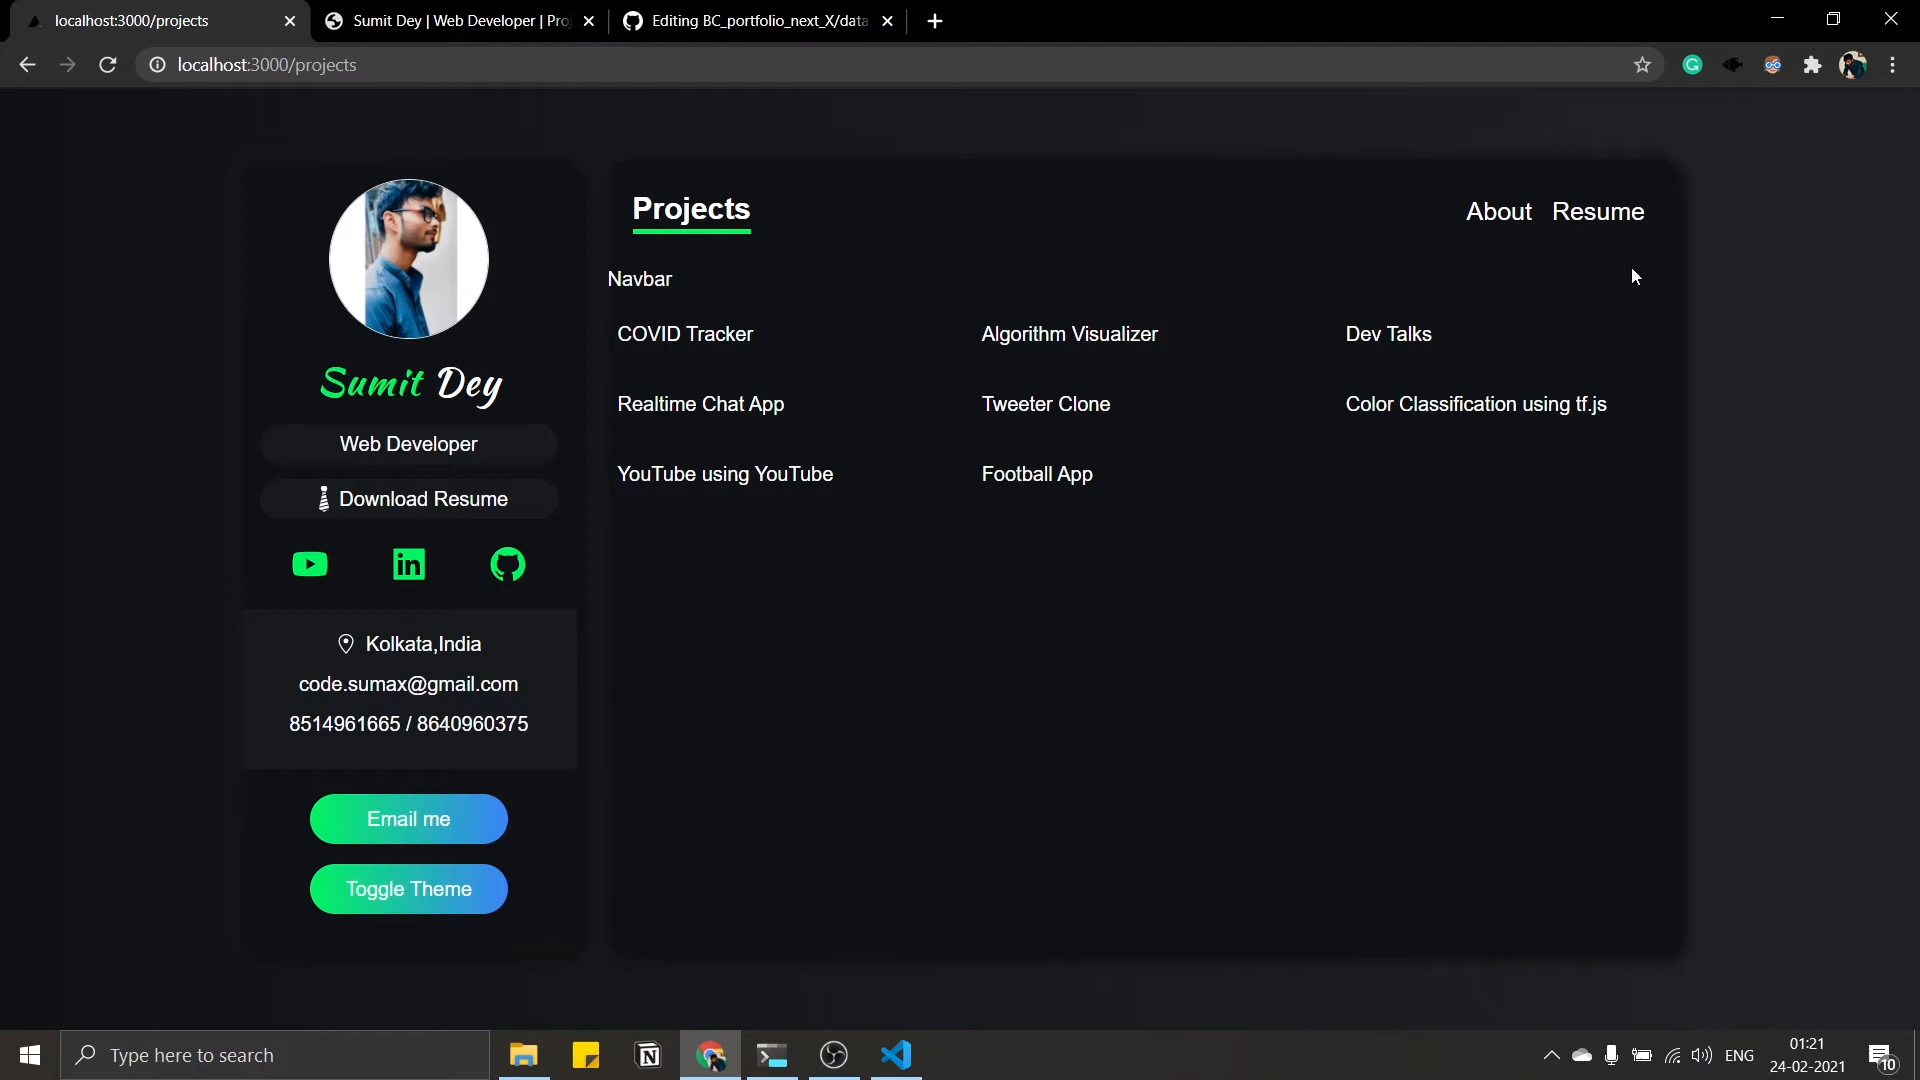 localhost:3000/projects
Sumit Dey | Web Developer | Pro
Editing BC_portfolio_next_X/data
localhost:3000/projects
Projects
About Resume
Navbar
COVID Tracker Algorithm Visualizer Dev Talks
Realtime Chat App Tweeter Clone Color Classification using tf.js
YouTube using YouTube Football App
Sumit Dey
Web Developer
Download Resume
Kolkata,India
code.sumax@gmail.com
8514961665 / 8640960375
Email me
Toggle Theme
Type here to search
ENG
01:21
24-02-2021
10